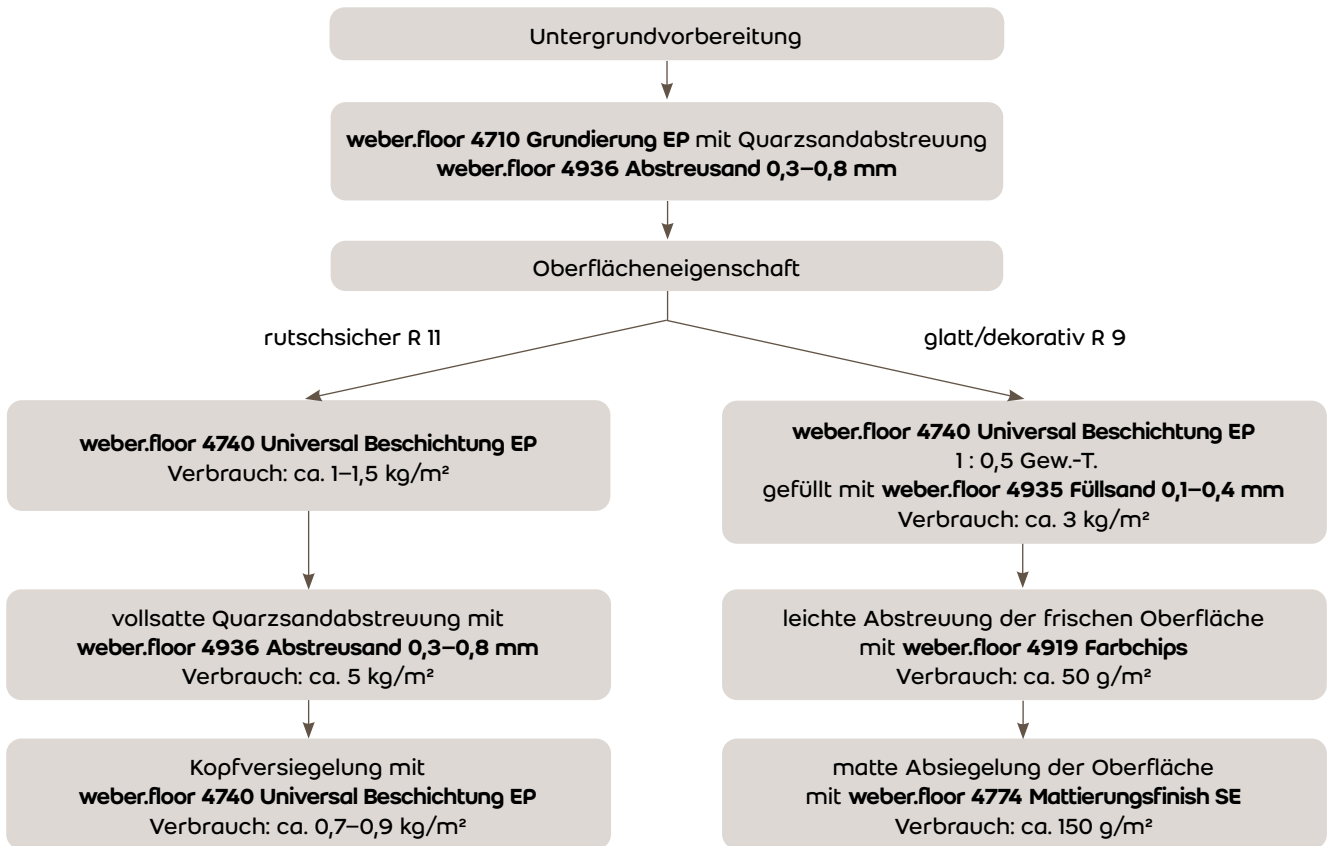 Untergrundvorbereitung
weber.floor 4710 Grundierung EP mit Quarzsandabstreuung
weber.floor 4936 Abstreusand 0,3–0,8 mm
Oberflächeneigenschaft
rutschsicher R 11
glatt/dekorativ R 9
weber.floor 4740 Universal Beschichtung EP
Verbrauch: ca. 1–1,5 kg/m²
vollsatte Quarzsandabstreuung mit
weber.floor 4936 Abstreusand 0,3–0,8 mm
Verbrauch: ca. 5 kg/m²
Kopfversiegelung mit
weber.floor 4740 Universal Beschichtung EP
Verbrauch: ca. 0,7–0,9 kg/m²
weber.floor 4740 Universal Beschichtung EP
1 : 0,5 Gew.-T.
gefüllt mit weber.floor 4935 Füllsand 0,1–0,4 mm
Verbrauch: ca. 3 kg/m²
leichte Abstreuung der frischen Oberfläche
mit weber.floor 4919 Farbchips
Verbrauch: ca. 50 g/m²
matte Absiegelung der Oberfläche
mit weber.floor 4774 Mattierungsfinish SE
Verbrauch: ca. 150 g/m²